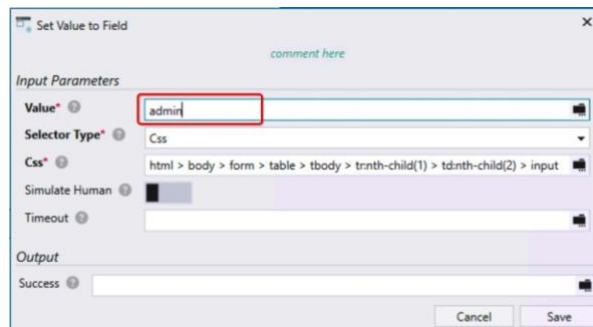 Set Value to Field
comment here
Input Parameters
Value* admin
Selector Type* Css
Css* html > body > form > table > tbody > tr:nth-child(1) > td:nth-child(2) > input
Simulate Human
Timeout
Output
Success
Cancel Save